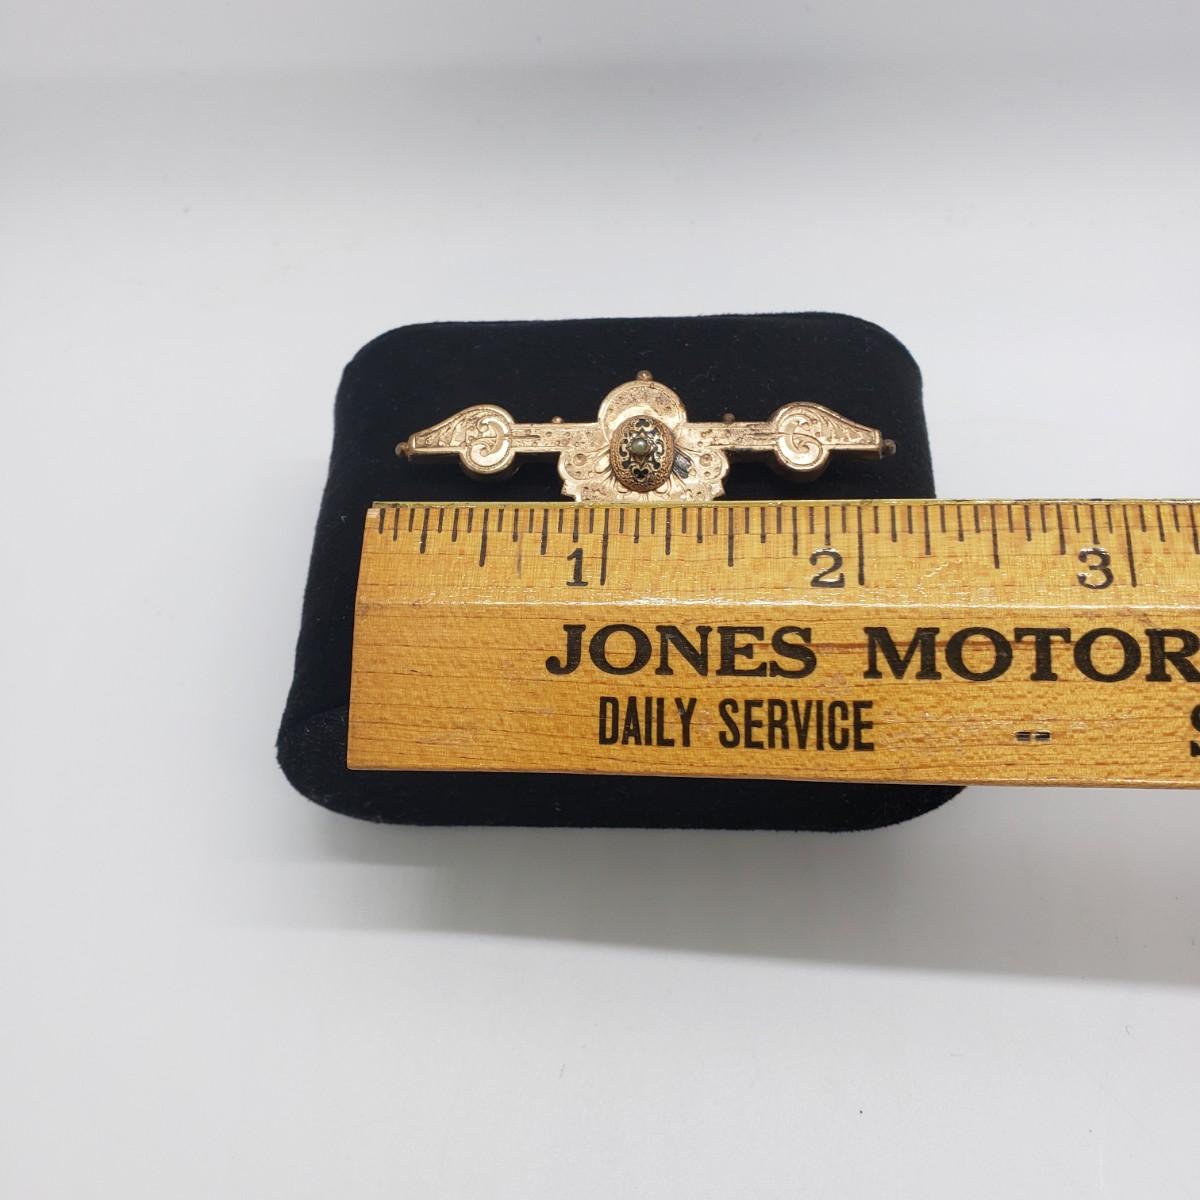 1 2 3
JONES MOTOR
DAILY SERVICE --